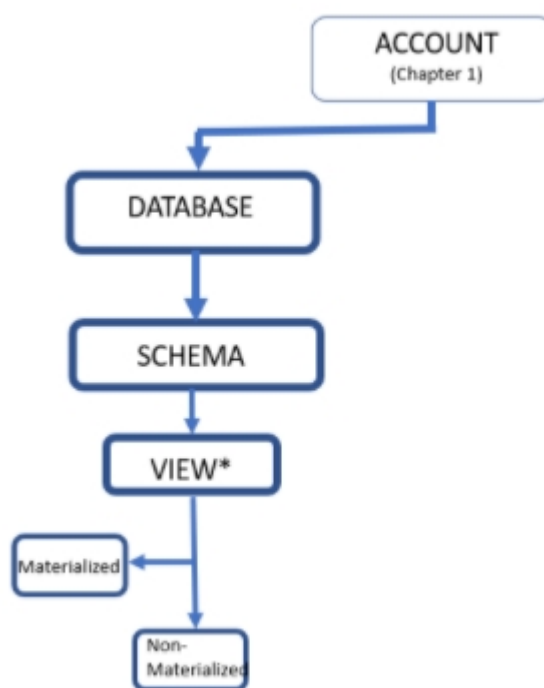 ACCOUNT
(Chapter 1)
DATABASE
SCHEMA
VIEW*
Materialized
Non-
Materialized